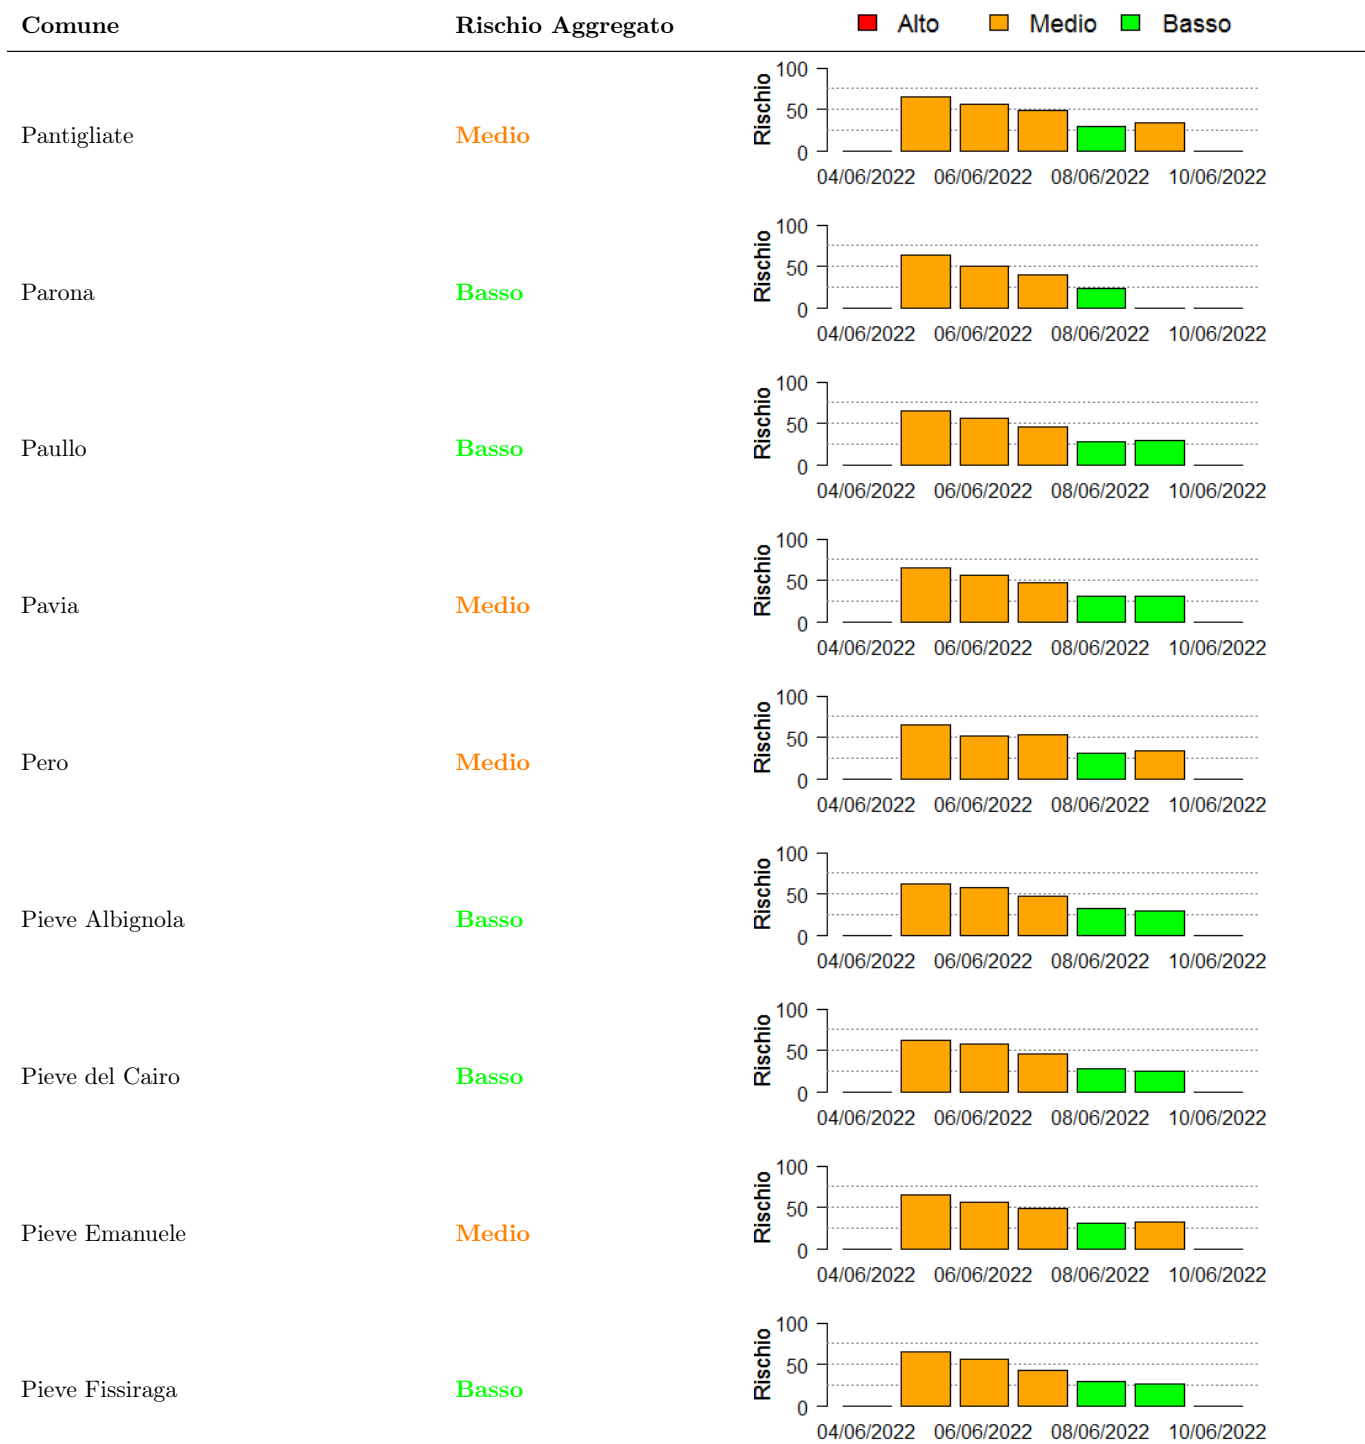 Comune Rischio Aggregato Alto Medio Basso
100
50
0
Rischio
Pantigliate Medio
04/06/2022 06/06/2022 08/06/2022 10/06/2022
100
50
0
Rischio
Parona Basso
04/06/2022 06/06/2022 08/06/2022 10/06/2022
100
50
0
Rischio
Paullo Basso
04/06/2022 06/06/2022 08/06/2022 10/06/2022
100
50
0
Rischio
Pavia Medio
04/06/2022 06/06/2022 08/06/2022 10/06/2022
100
50
0
Rischio
Pero Medio
04/06/2022 06/06/2022 08/06/2022 10/06/2022
100
50
0
Rischio
Pieve Albignola Basso
04/06/2022 06/06/2022 08/06/2022 10/06/2022
100
50
0
Rischio
Pieve del Cairo Basso
04/06/2022 06/06/2022 08/06/2022 10/06/2022
100
50
0
Rischio
Pieve Emanuele Medio
04/06/2022 06/06/2022 08/06/2022 10/06/2022
100
50
0
Rischio
Pieve Fissiraga Basso
04/06/2022 06/06/2022 08/06/2022 10/06/2022